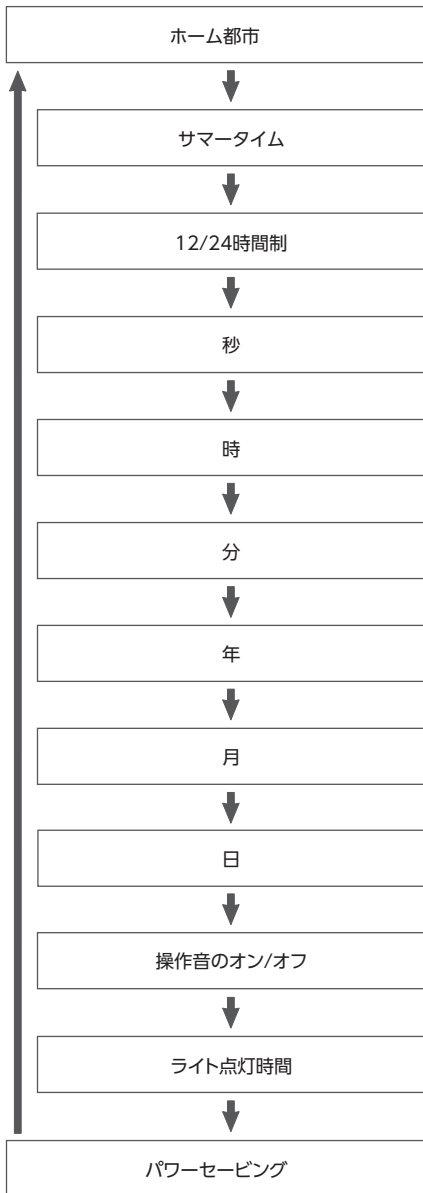 ホーム都市
サマータイム
12/24時間制
秒
時
分
年
月
日
操作音のオン/オフ
ライト点灯時間
パワーセービング